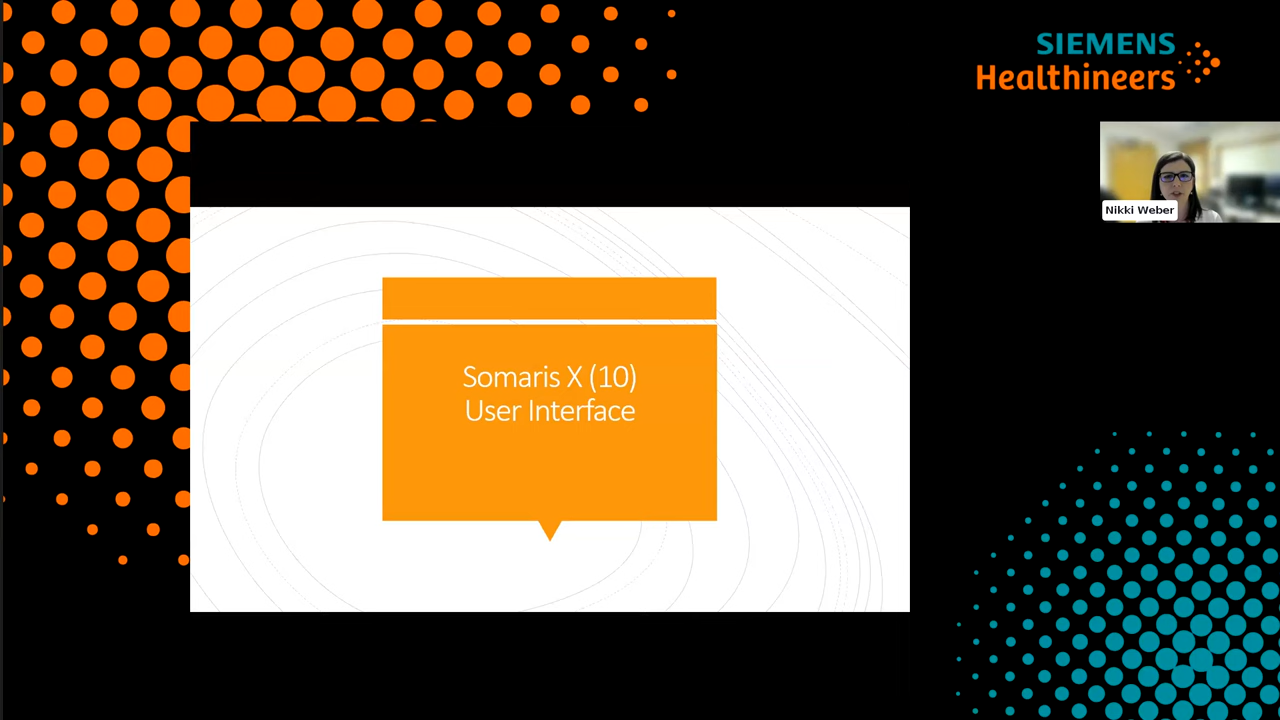 SIEMENS
Healthineers
Nikki Weber
Somaris X (10)
User Interface